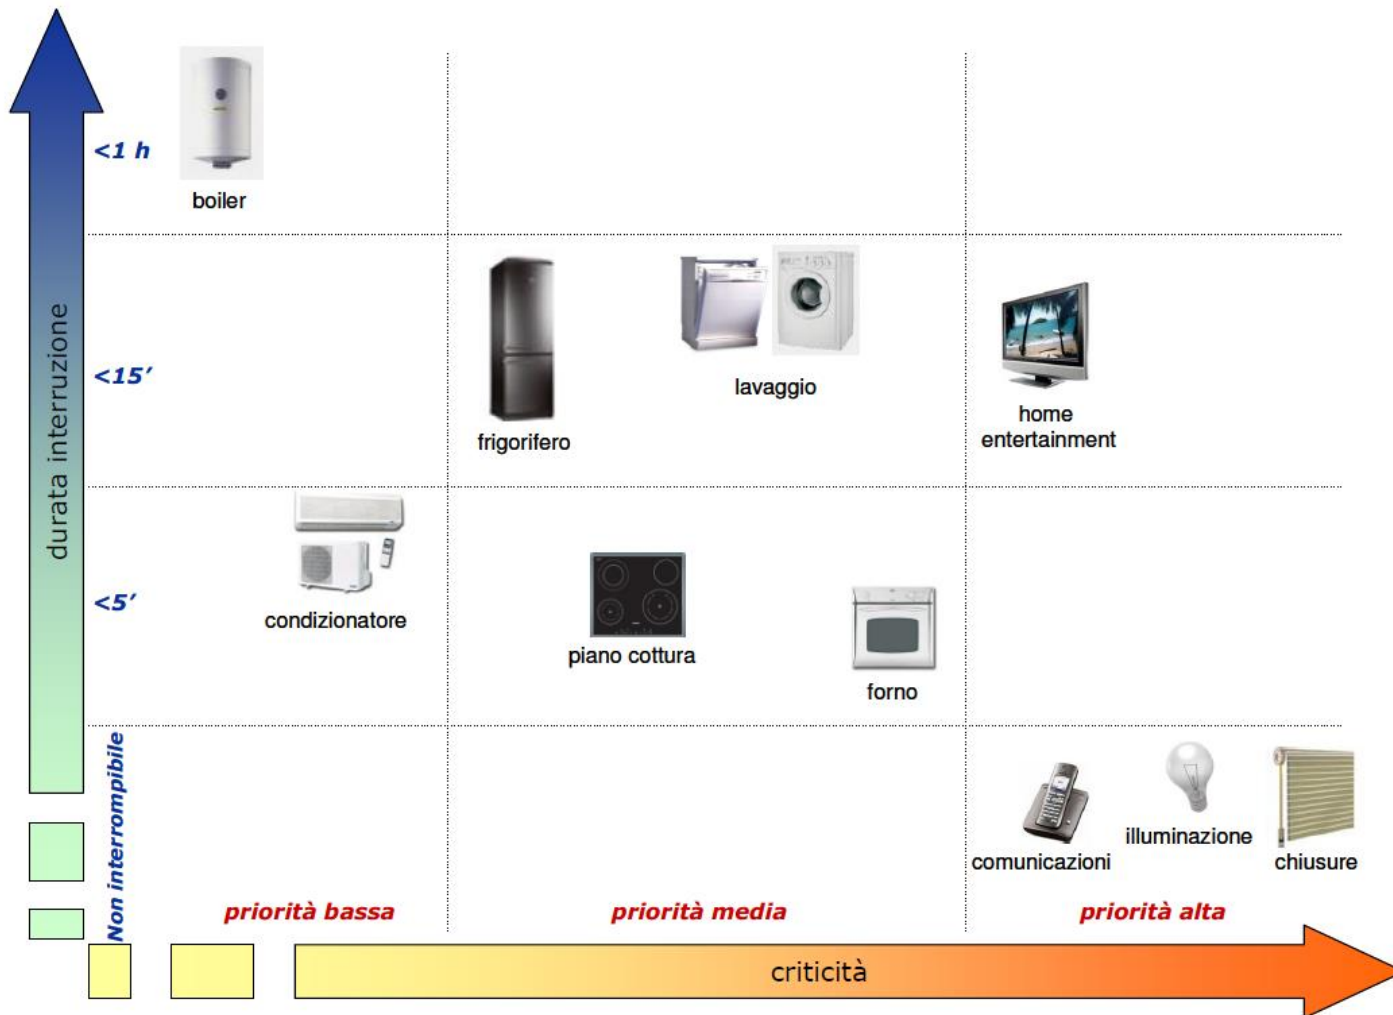 <1 h
boiler
durata interruzione
<15’
frigorifero
lavaggio
home
entertainment
<5’
condizionatore
piano cottura
forno
Non interrompibile
comunicazioni
illuminazione
chiusure
priorità bassa
priorità media
priorità alta
criticità